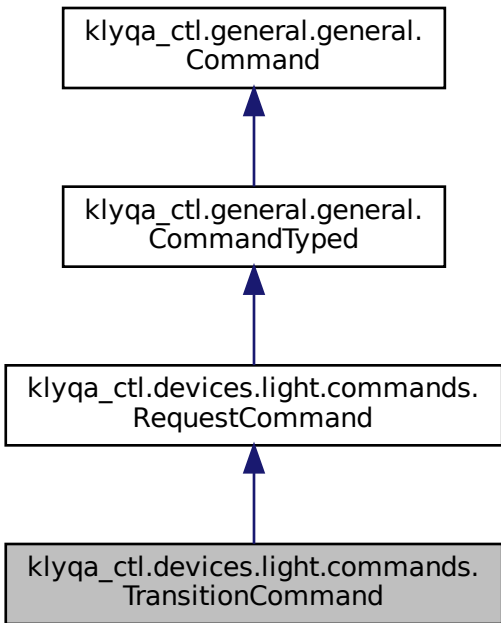 klyqa_ctl.general.general.
Command
klyqa_ctl.general.general.
CommandTyped
klyqa_ctl.devices.light.commands.
RequestCommand
klyqa_ctl.devices.light.commands.
TransitionCommand